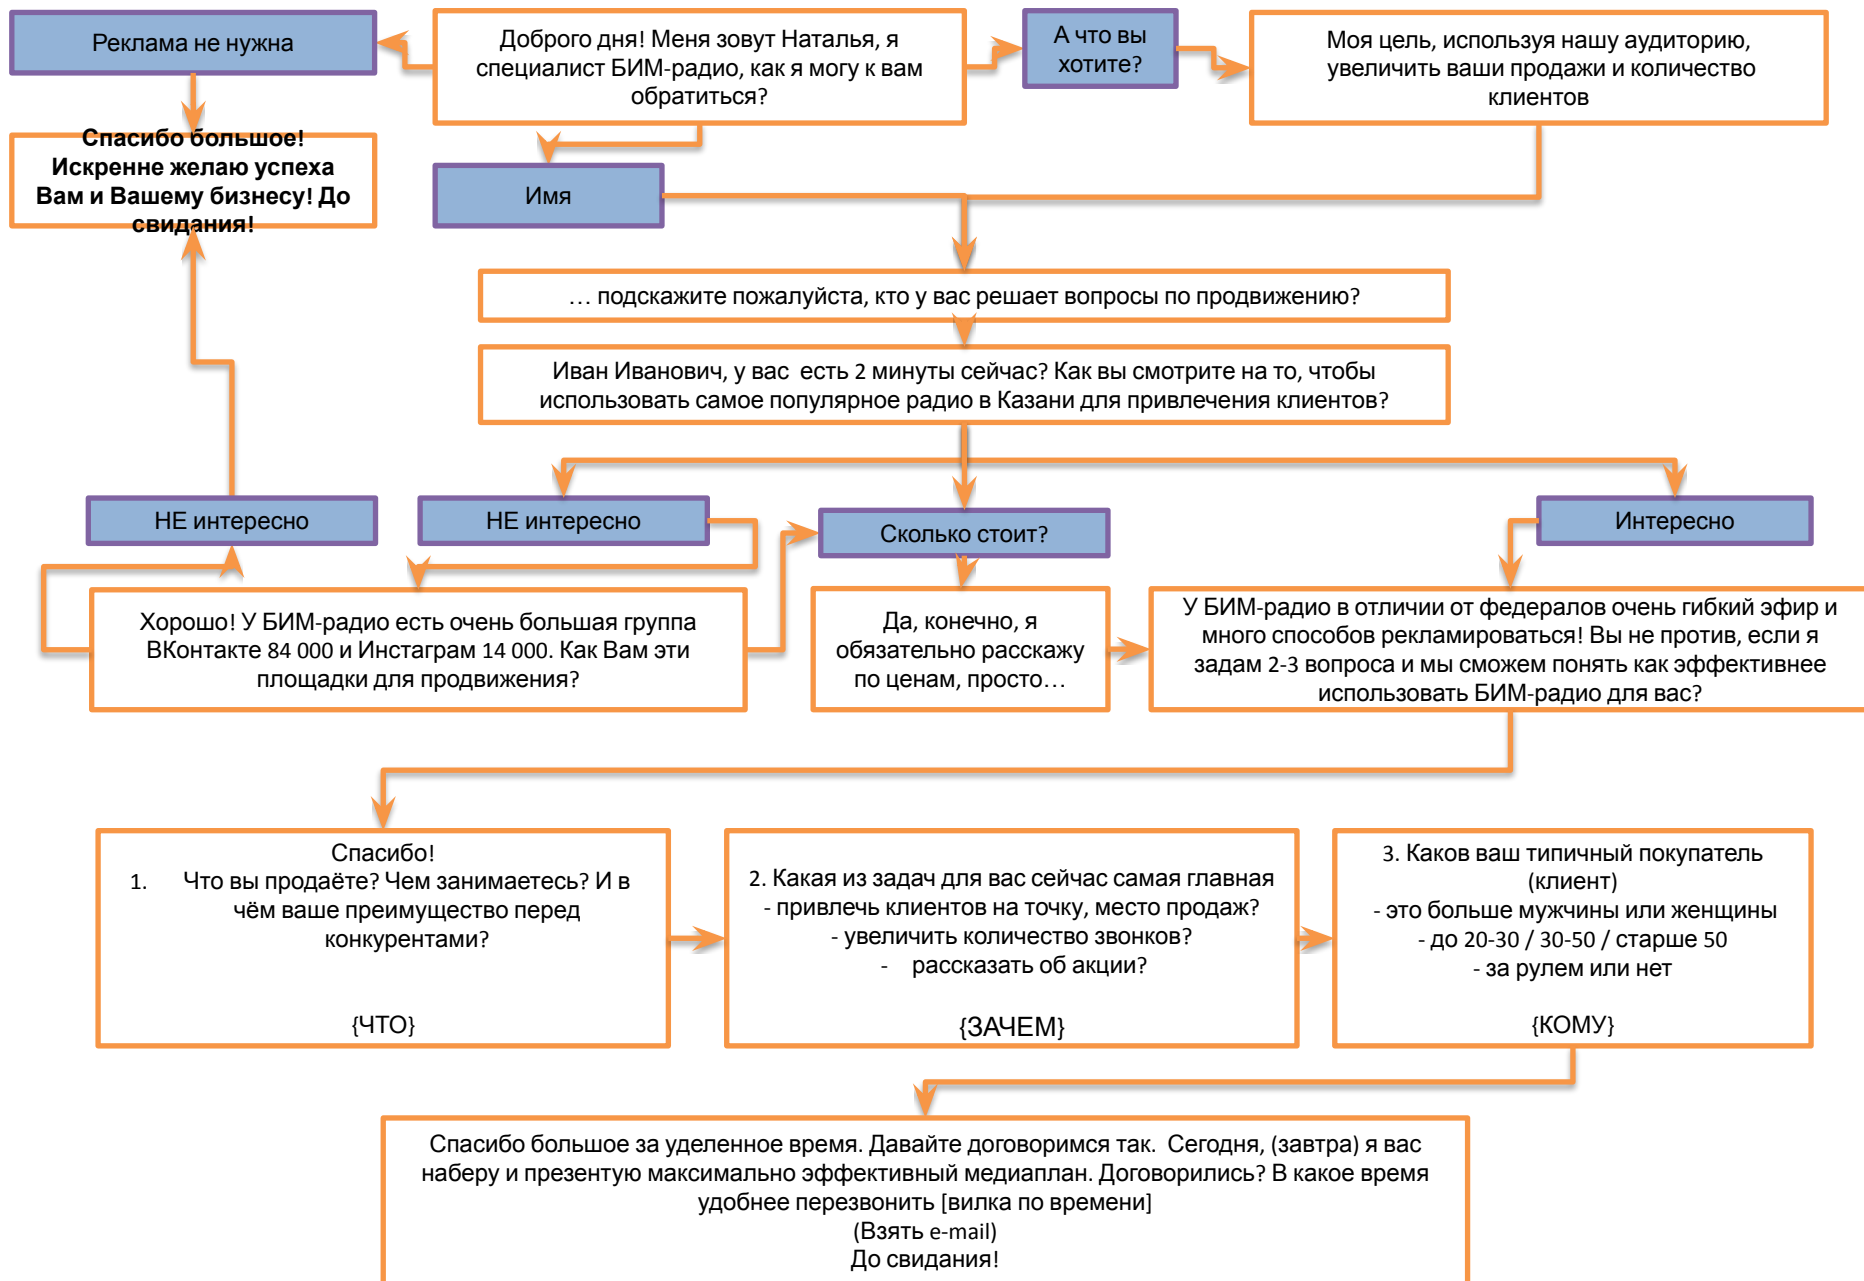 Реклама не нужна
Доброго дня! Меня зовут Наталья, я
специалист БИМ-радио, как я могу к вам
обратиться?
А что вы
хотите?
Моя цель, используя нашу аудиторию,
увеличить ваши продажи и количество
клиентов
Спасибо большое!
Искренне желаю успеха
Вам и Вашему бизнесу! До
свидания!
Имя
… подскажите пожалуйста, кто у вас решает вопросы по продвижению?
Иван Иванович, у вас есть 2 минуты сейчас? Как вы смотрите на то, чтобы
использовать самое популярное радио в Казани для привлечения клиентов?
НЕ интересно
НЕ интересно
Сколько стоит?
Интересно
Хорошо! У БИМ-радио есть очень большая группа
ВКонтакте 84 000 и Инстаграм 14 000. Как Вам эти
площадки для продвижения?
Да, конечно, я
обязательно расскажу
по ценам, просто…
У БИМ-радио в отличии от федералов очень гибкий эфир и
много способов рекламироваться! Вы не против, если я
задам 2-3 вопроса и мы сможем понять как эффективнее
использовать БИМ-радио для вас?
Спасибо!
1. Что вы продаёте? Чем занимаетесь? И в
чём ваше преимущество перед
конкурентами?
{ЧТО}
2. Какая из задач для вас сейчас самая главная
- привлечь клиентов на точку, место продаж?
- увеличить количество звонков?
- рассказать об акции?
{ЗАЧЕМ}
3. Каков ваш типичный покупатель
(клиент)
- это больше мужчины или женщины
- до 20-30 / 30-50 / старше 50
- за рулем или нет
{КОМУ}
Спасибо большое за уделенное время. Давайте договоримся так. Сегодня, (завтра) я вас
наберу и презентую максимально эффективный медиаплан. Договорились? В какое время
удобнее перезвонить [вилка по времени]
(Взять e-mail)
До свидания!